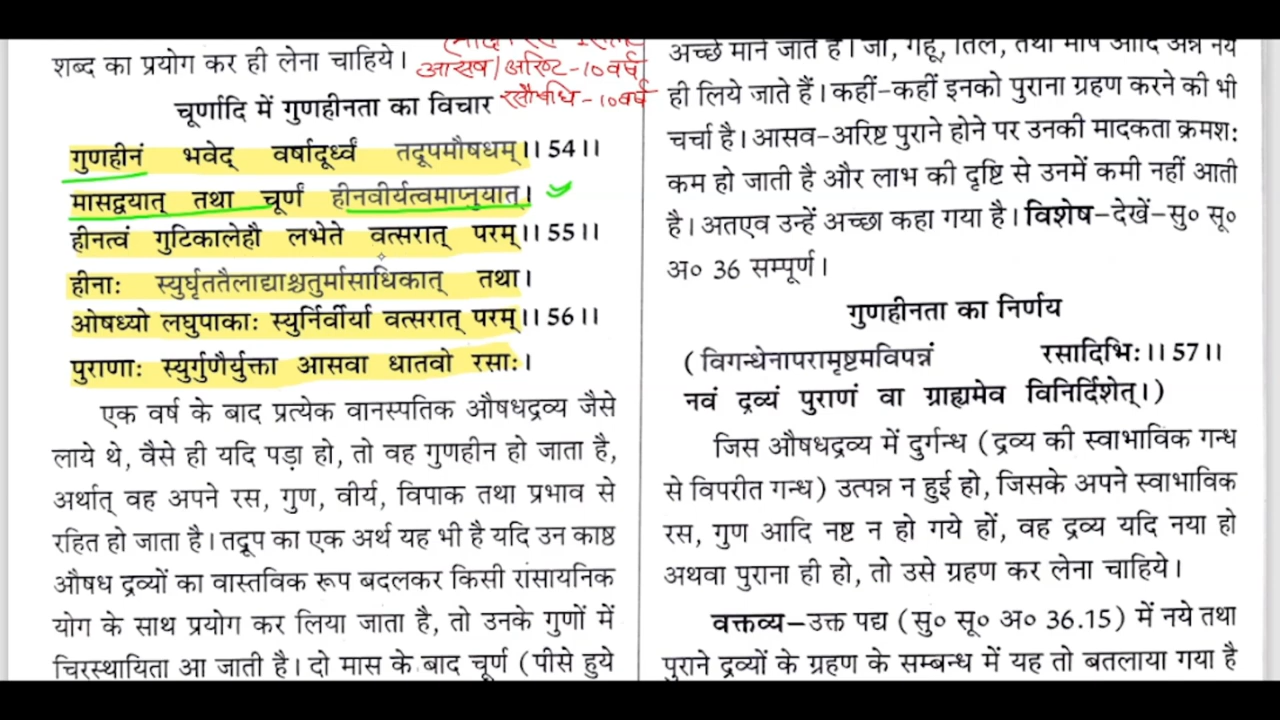 शब्द का प्रयोग कर ही लेना चाहिये।
आसव/अरिष्ट-10 वर्ष
रसौषधि-10 वर्ष
चूर्णादि में गुणहीनता का विचार
गुणहीनं भवेद् वर्षादूर्ध्वं तद्रूपमौषधम्।। 54।।
मासद्वयात् तथा चूर्णं हीनवीर्यत्वमाप्नुयात्।
हीनत्वं गुटिकालेहौ लभेते वत्सरात् परम्।। 55।।
हीनाः स्युर्घृततैलाद्याश्चतुर्मासाधिकात् तथा।
ओषध्यो लघुपाकाः स्युर्निर्वीर्या वत्सरात् परम्।। 56।।
पुराणाः स्युर्गुणैर्युक्ता आसवा धातवो रसाः।
एक वर्ष के बाद प्रत्येक वानस्पतिक औषधद्रव्य जैसे
लाये थे, वैसे ही यदि पड़ा हो, तो वह गुणहीन हो जाता है,
अर्थात् वह अपने रस, गुण, वीर्य, विपाक तथा प्रभाव से
रहित हो जाता है। तद्रूप का एक अर्थ यह भी है यदि उन काष्ठ
औषध द्रव्यों का वास्तविक रूप बदलकर किसी रासायनिक
योग के साथ प्रयोग कर लिया जाता है, तो उनके गुणों में
चिरस्थायिता आ जाती है। दो मास के बाद चूर्ण (पीसे हुये
अच्छे माने जाते हैं। जौ, गेहूँ, तिल, तथा माष आदि अन्न नये
ही लिये जाते हैं। कहीं-कहीं इनको पुराना ग्रहण करने की भी
चर्चा है। आसव-अरिष्ट पुराने होने पर उनकी मादकता क्रमशः
कम हो जाती है और लाभ की दृष्टि से उनमें कमी नहीं आती
है। अतएव उन्हें अच्छा कहा गया है। विशेष-देखें-सु० सू०
अ० 36 सम्पूर्ण।
गुणहीनता का निर्णय
(विगन्धेनापरामृष्टमविपन्नं रसादिभिः।। 57।।
नवं द्रव्यं पुराणं वा ग्राह्यमेव विनिर्दिशेत्।)
जिस औषधद्रव्य में दुर्गन्ध (द्रव्य की स्वाभाविक गन्ध
से विपरीत गन्ध) उत्पन्न न हुई हो, जिसके अपने स्वाभाविक
रस, गुण आदि नष्ट न हो गये हों, वह द्रव्य यदि नया हो
अथवा पुराना ही हो, तो उसे ग्रहण कर लेना चाहिये।
वक्तव्य-उक्त पद्य (सु० सू० अ० 36.15) में नये तथा
पुराने द्रव्यों के ग्रहण के सम्बन्ध में यह तो बतलाया गया है